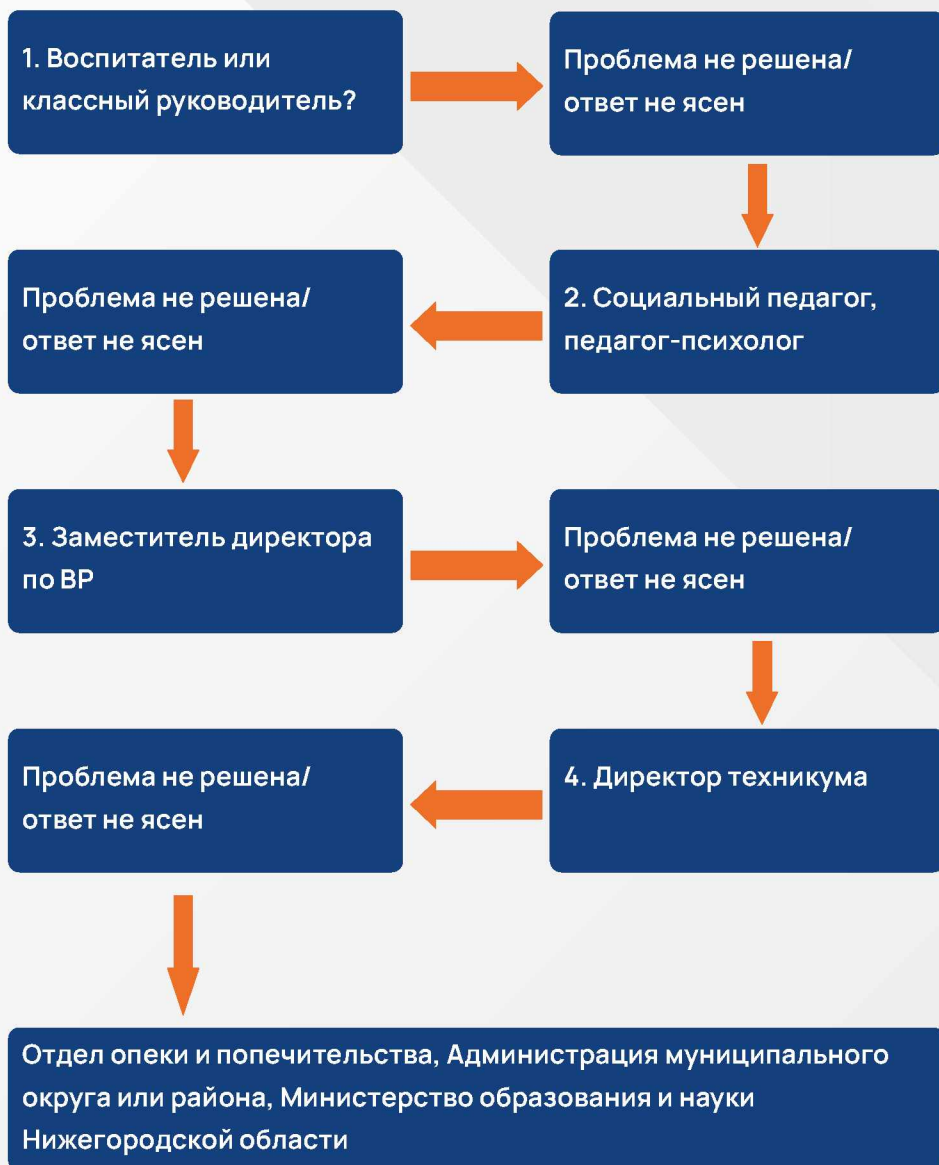 1. Воспитатель или
классный руководитель?
Проблема не решена/
ответ не ясен
2. Социальный педагог,
педагог-психолог
Проблема не решена/
ответ не ясен
3. Заместитель директора
по ВР
Проблема не решена/
ответ не ясен
4. Директор техникума
Проблема не решена/
ответ не ясен
Отдел опеки и попечительства, Администрация муниципального
округа или района, Министерство образования и науки
Нижегородской области